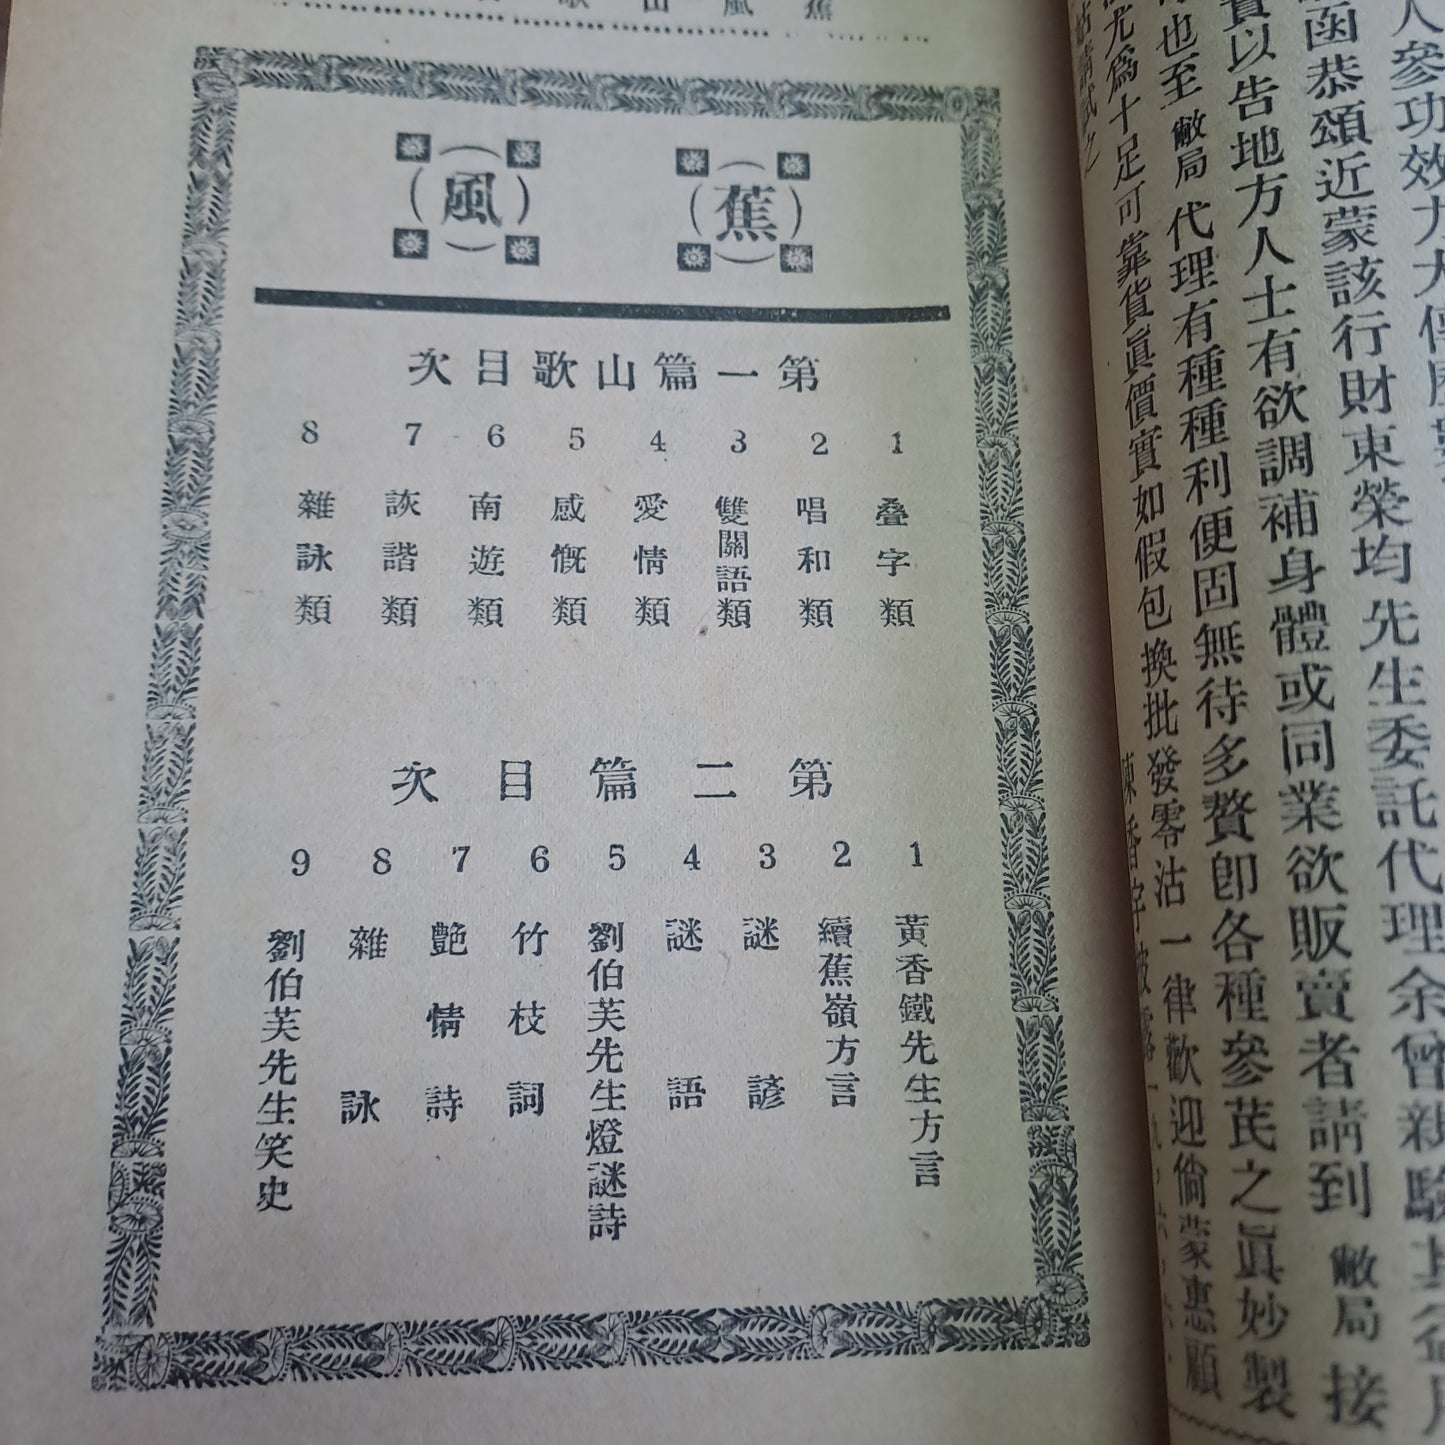 人參功效力大
函恭頌近蒙該行財東榮均先生委託代理余曾親驗其益
實以告地方人士有欲調補身體或同業欲販賣者請到敝局接
也至敝局代理有種種利便固無待多贅即各種參茋之眞妙製
尤爲十足可靠貨眞價實如假包換批發零沽一律歡迎倘蒙惠顧
請試之
蕉風山歌
蕉風
第一篇山歌目次
1 叠字類
2 唱和類
3 雙關語類
4 愛情類
5 感慨類
6 南遊類
7 詼諧類
8 雜詠類
第二篇目次
1 黃香鐵先生方言
2 續蕉嶺方言
3 謎諺
4 謎語
5 劉伯芙先生燈謎詩
6 竹枝詞
7 艶情詩
8 雜詠
9 劉伯芙先生笑史